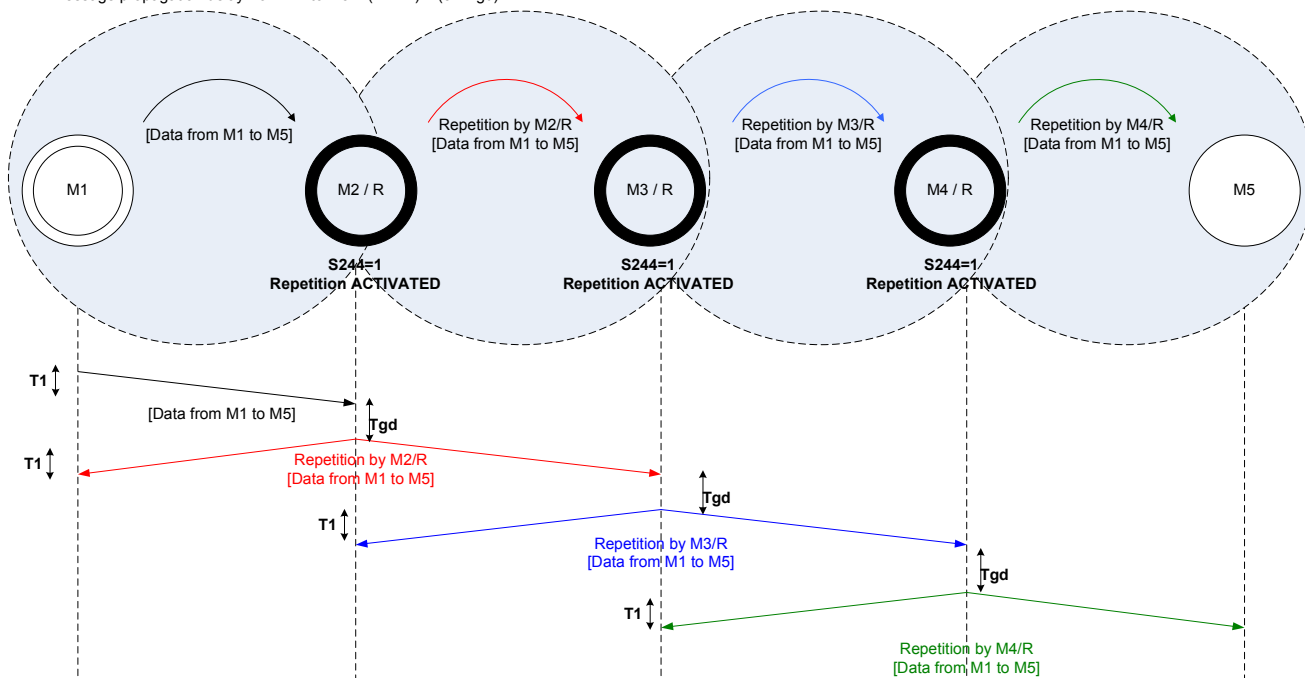 [Data from M1 to M5]
Repetition by M2/R
[Data from M1 to M5]
Repetition by M3/R
[Data from M1 to M5]
Repetition by M4/R
[Data from M1 to M5]
M1
M2 / R
M3 / R
M4 / R
M5
S244=1
Repetition ACTIVATED
S244=1
Repetition ACTIVATED
S244=1
Repetition ACTIVATED
T1
[Data from M1 to M5]
Tgd
T1
Repetition by M2/R
[Data from M1 to M5]
Tgd
T1
Repetition by M3/R
[Data from M1 to M5]
Tgd
T1
Repetition by M4/R
[Data from M1 to M5]